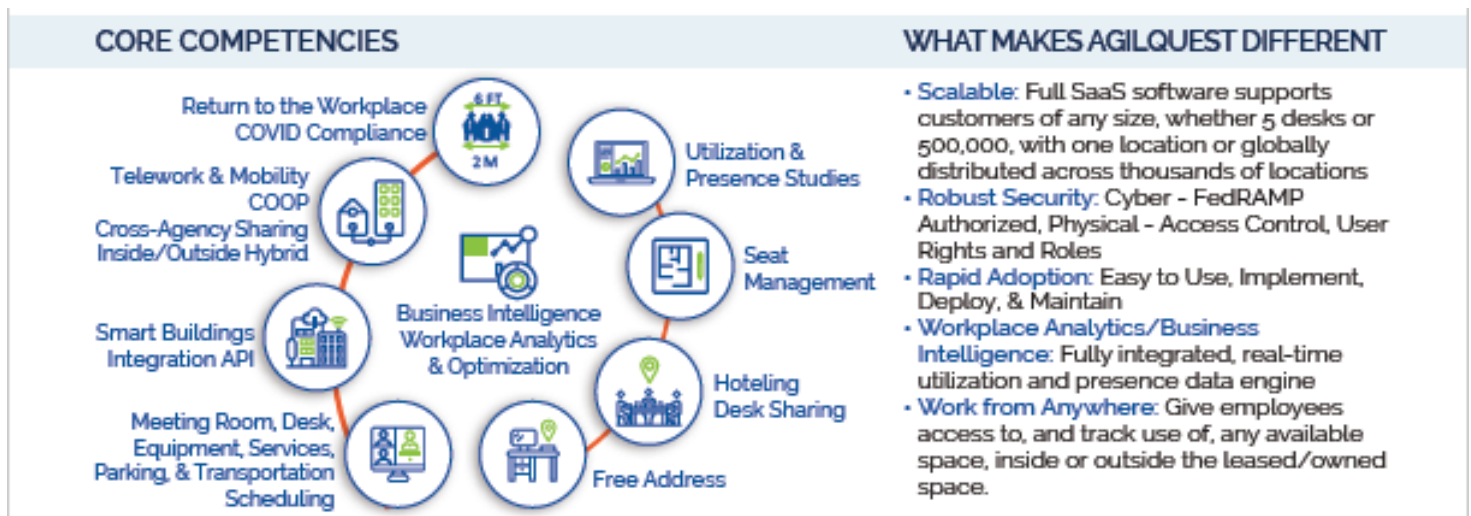 CORE COMPETENCIES
Return to the Workplace
COVID Compliance
6 FT
2 M
Telework & Mobility
COOP
Cross-Agency Sharing
Inside/Outside Hybrid
Smart Buildings
Integration API
Meeting Room, Desk,
Equipment, Services,
Parking, & Transportation
Scheduling
Business Intelligence
Workplace Analytics
& Optimization
Utilization &
Presence Studies
Seat
Management
Hoteling
Desk Sharing
Free Address
WHAT MAKES AGILQUEST DIFFERENT
• Scalable: Full SaaS software supports
customers of any size, whether 5 desks or
500,000, with one location or globally
distributed across thousands of locations
• Robust Security: Cyber - FedRAMP
Authorized, Physical - Access Control, User
Rights and Roles
• Rapid Adoption: Easy to Use, Implement,
Deploy, & Maintain
• Workplace Analytics/Business
Intelligence: Fully integrated, real-time
utilization and presence data engine
• Work from Anywhere: Give employees
access to, and track use of, any available
space, inside or outside the leased/owned
space.